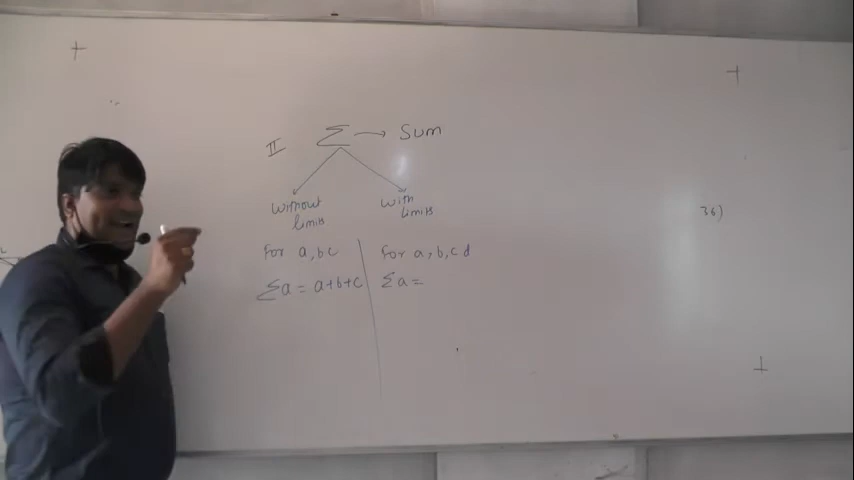 II Σ → Sum
without limits
with limits
For a, b c
For a, b, c d
Σa = a+b+c
Σa =
36)